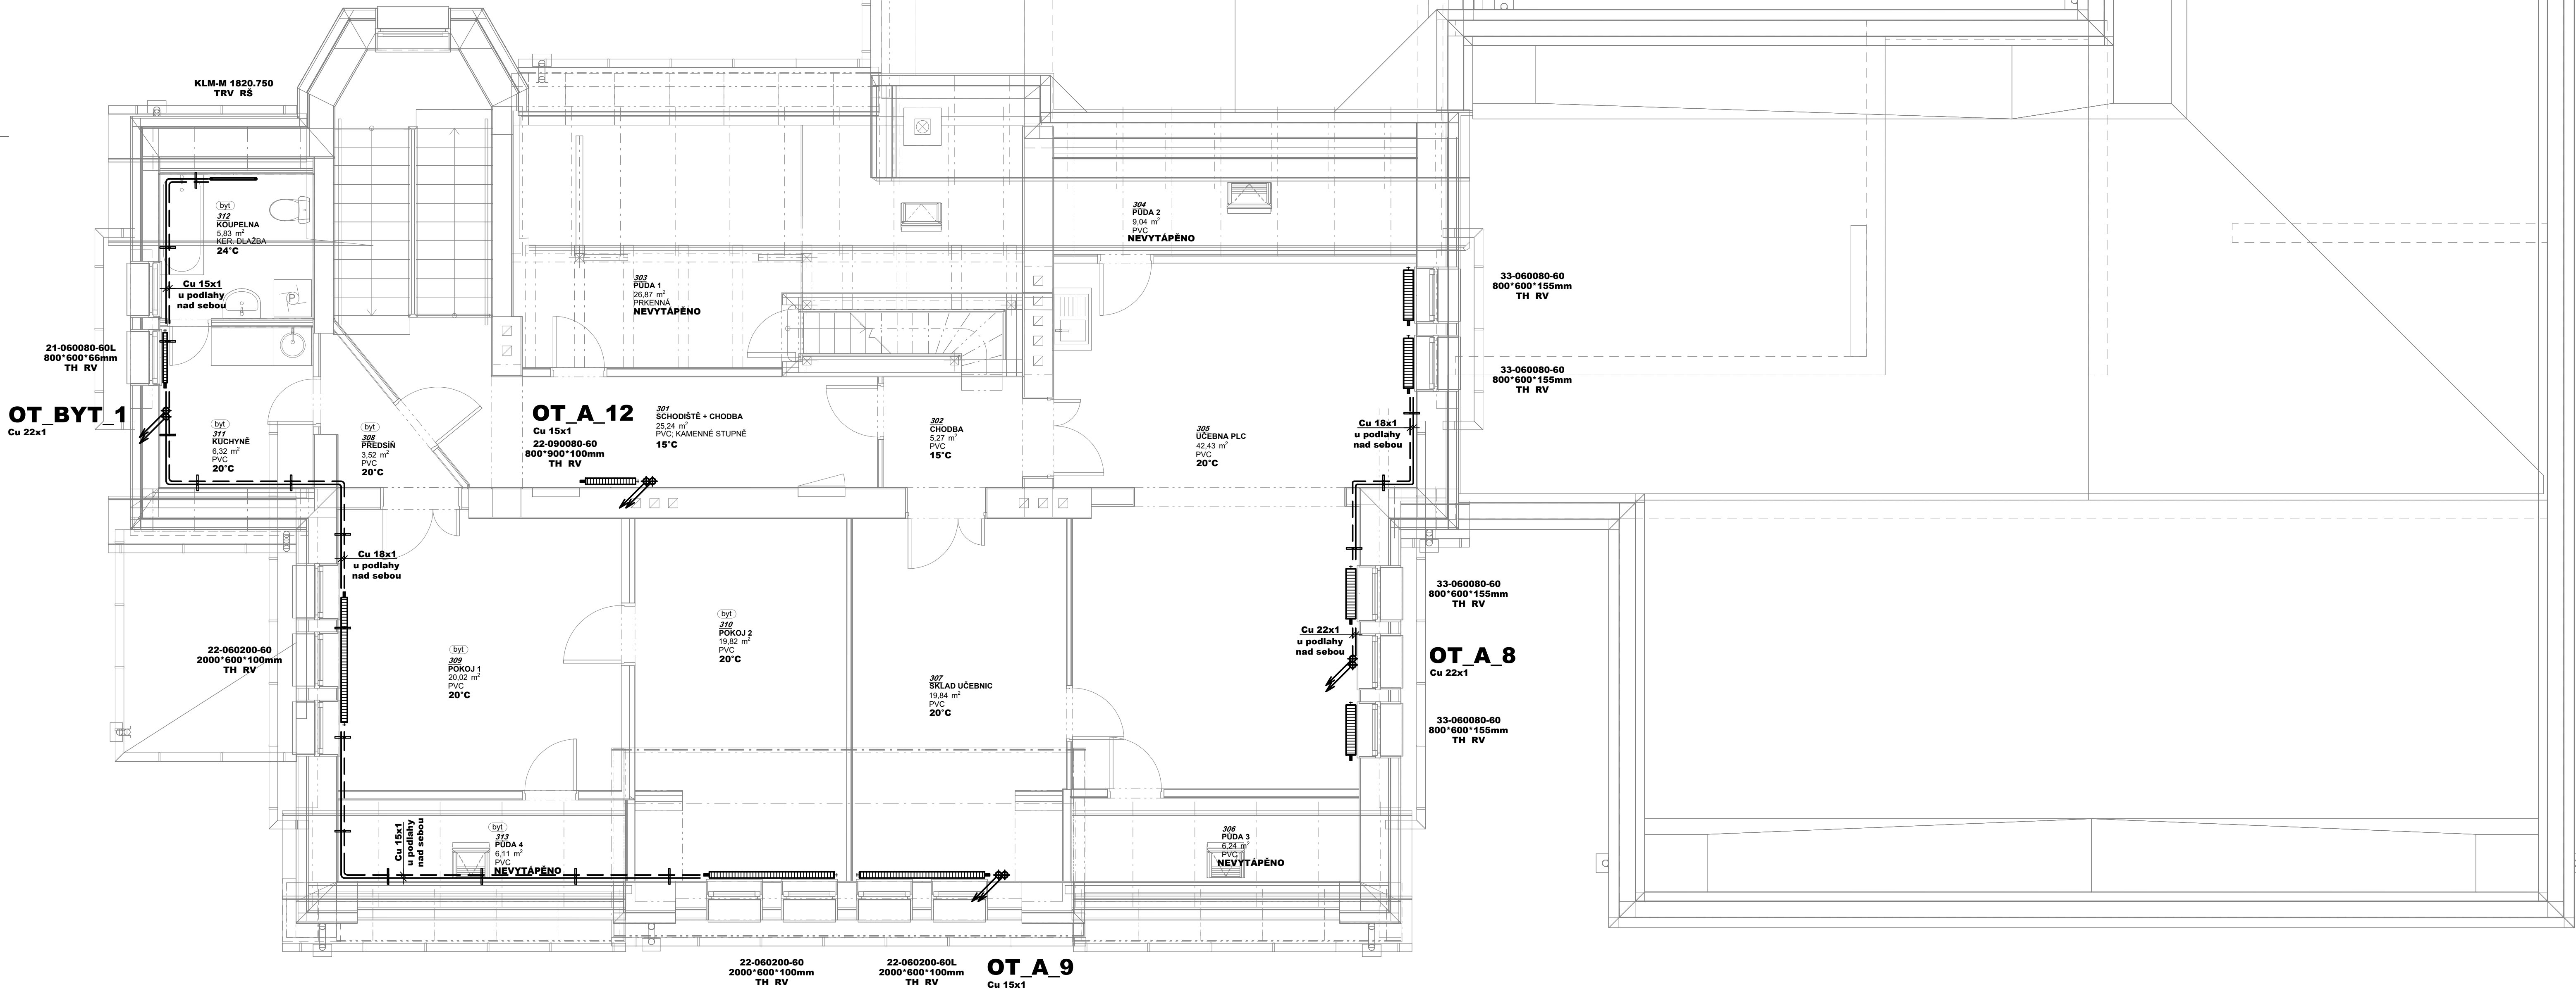 KLM-M 1820.750
TRV  RŠ
byt
312
KOUPELNA
5,83 m²
KER. DLAŽBA
24°C
Cu 15x1
u podlahy
nad sebou
P
21-060080-60L
800*600*66mm
TH  RV
OT_BYT_1
Cu 22x1
byt
311
KUCHYNĚ
6,32 m²
PVC
20°C
byt
308
PŘEDSÍŇ
3,52 m²
PVC
20°C
303
PŮDA 1
26,87 m²
PRKENNÁ
NEVYTÁPĚNO
304
PŮDA 2
9,04 m²
PVC
NEVYTÁPĚNO
33-060080-60
800*600*155mm
TH  RV
33-060080-60
800*600*155mm
TH  RV
OT_A_12
Cu 15x1
22-090080-60
800*900*100mm
TH  RV
301
SCHODIŠTĚ + CHODBA
25,24 m²
PVC; KAMENNÉ STUPNĚ
15°C
302
CHODBA
5,27 m²
PVC
15°C
305
UČEBNA PLC
42,43 m²
PVC
20°C
Cu 18x1
u podlahy
nad sebou
Cu 18x1
u podlahy
nad sebou
22-060200-60
2000*600*100mm
TH  RV
byt
309
POKOJ 1
20,02 m²
PVC
20°C
byt
310
POKOJ 2
19,82 m²
PVC
20°C
307
SKLAD UČEBNIC
19,84 m²
PVC
20°C
Cu 22x1
u podlahy
nad sebou
33-060080-60
800*600*155mm
TH  RV
OT_A_8
Cu 22x1
33-060080-60
800*600*155mm
TH  RV
Cu 15x1
u podlahy
nad sebou
byt
313
PŮDA 4
6,11 m²
PVC
NEVYTÁPĚNO
306
PŮDA 3
6,24 m²
PVC
NEVYTÁPĚNO
22-060200-60
2000*600*100mm
TH  RV
22-060200-60L
2000*600*100mm
TH  RV
OT_A_9
Cu 15x1